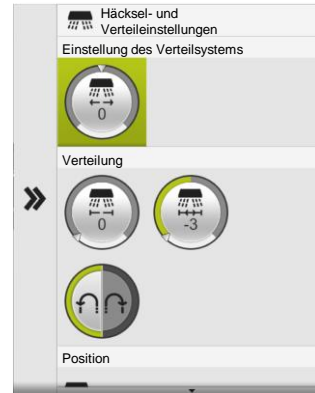 Häcksel- und
Verteileinstellungen
Einstellung des Verteilsystems
0
Verteilung
0
-3
Position